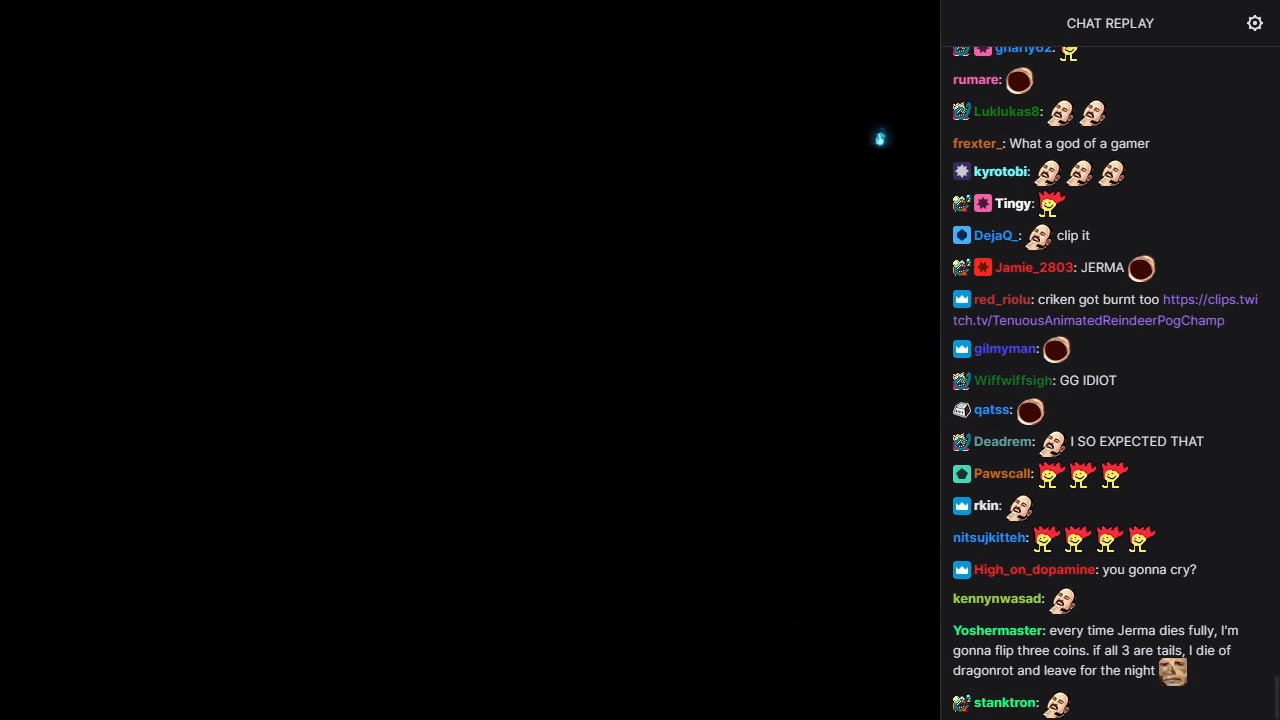 CHAT REPLAY
gnarly62:
rumare:
Luklukas8:
frexter_: What a god of a gamer
kyrotobi:
Tingy:
DejaQ_: clip it
Jamie_2803: JERMA
red_riolu: criken got burnt too https://clips.twi
tch.tv/TenuousAnimatedReindeerPogChamp
gilmyman:
Wiffwiffsigh: GG IDIOT
qatss:
Deadrem: I SO EXPECTED THAT
Pawscall:
rkin:
nitsujkitteh:
High_on_dopamine: you gonna cry?
kennynwasad:
Yoshermaster: every time Jerma dies fully, I'm
gonna flip three coins. if all 3 are tails, I die of
dragonrot and leave for the night
stanktron: